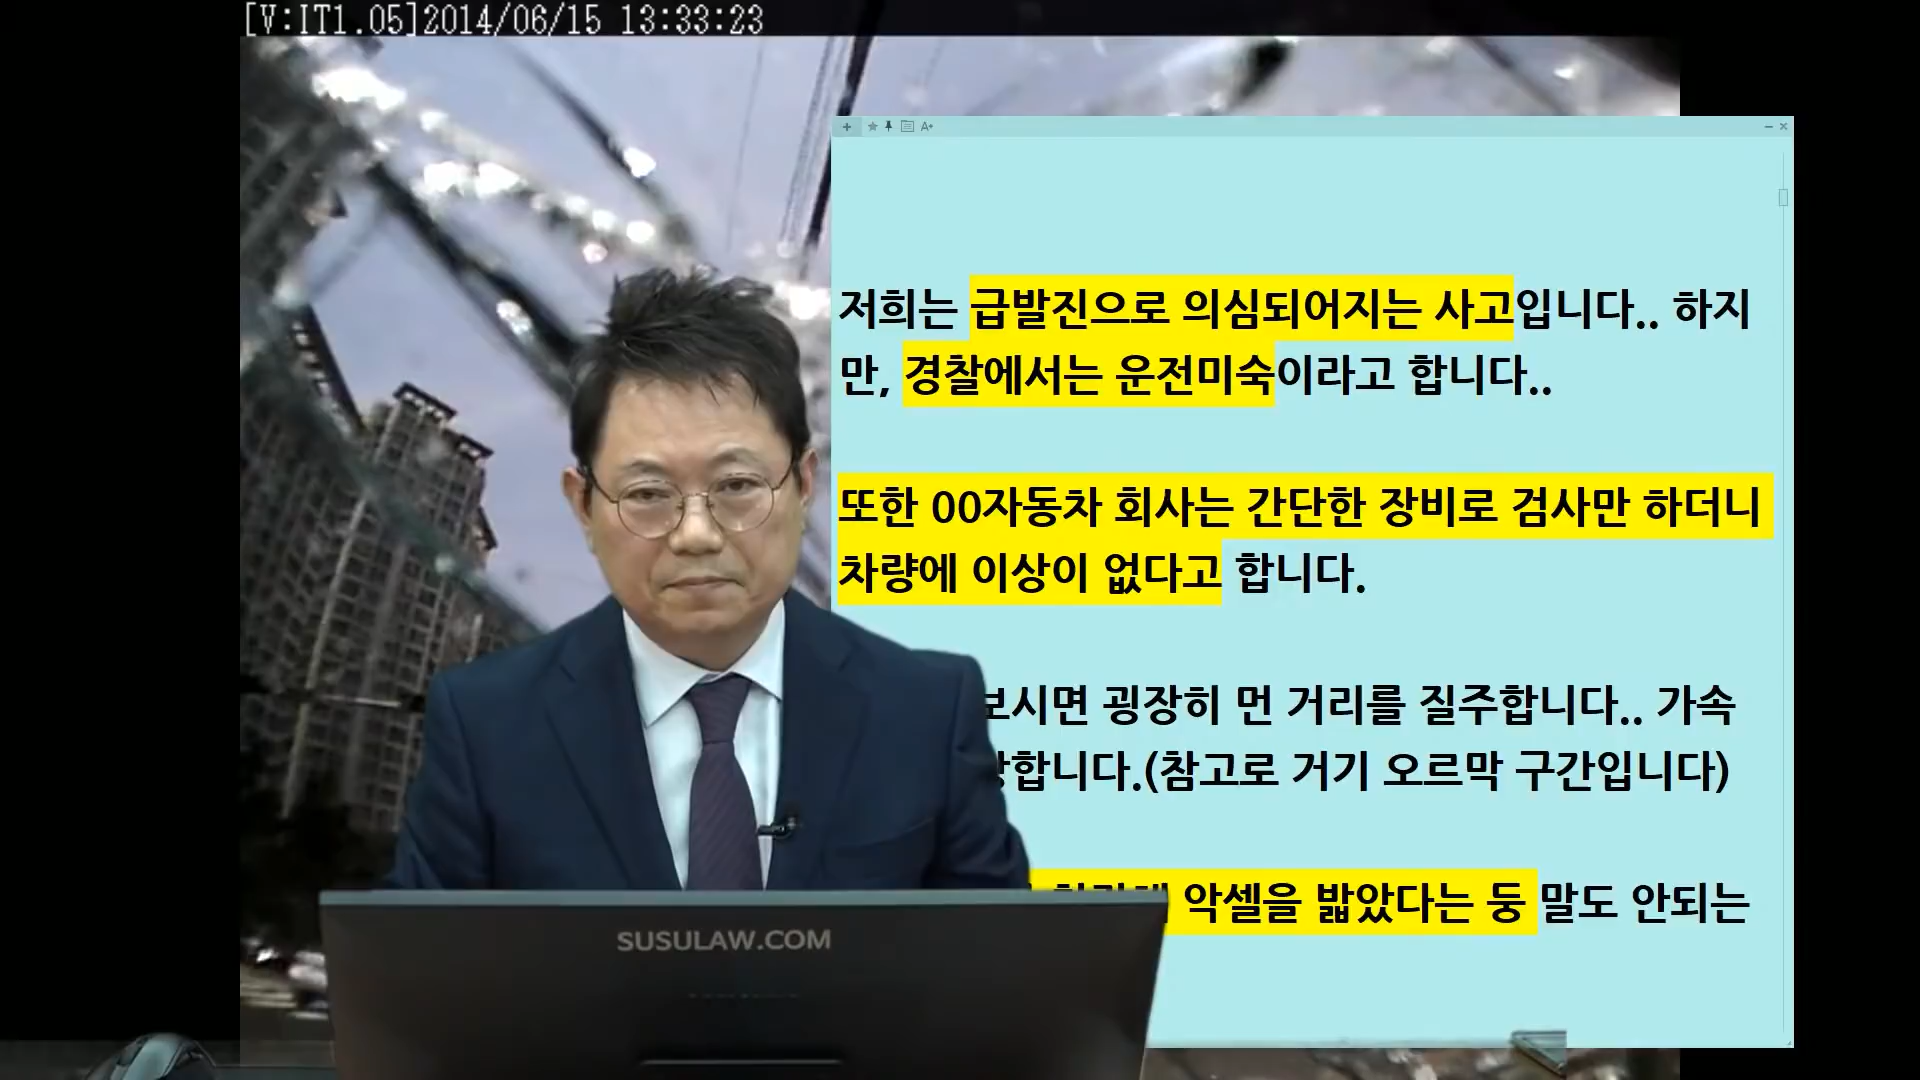 [V:IT1.05]2014/06/15 13:33:23
저희는 급발진으로 의심되어지는 사고입니다.. 하지
만, 경찰에서는 운전미숙이라고 합니다..
또한 00자동차 회사는 간단한 장비로 검사만 하더니
차량에 이상이 없다고 합니다.
보시면 굉장히 먼 거리를 질주합니다.. 가속
합니다.(참고로 거기 오르막 구간입니다)
악셀을 밟았다는 둥 말도 안되는
SUSULAW.COM